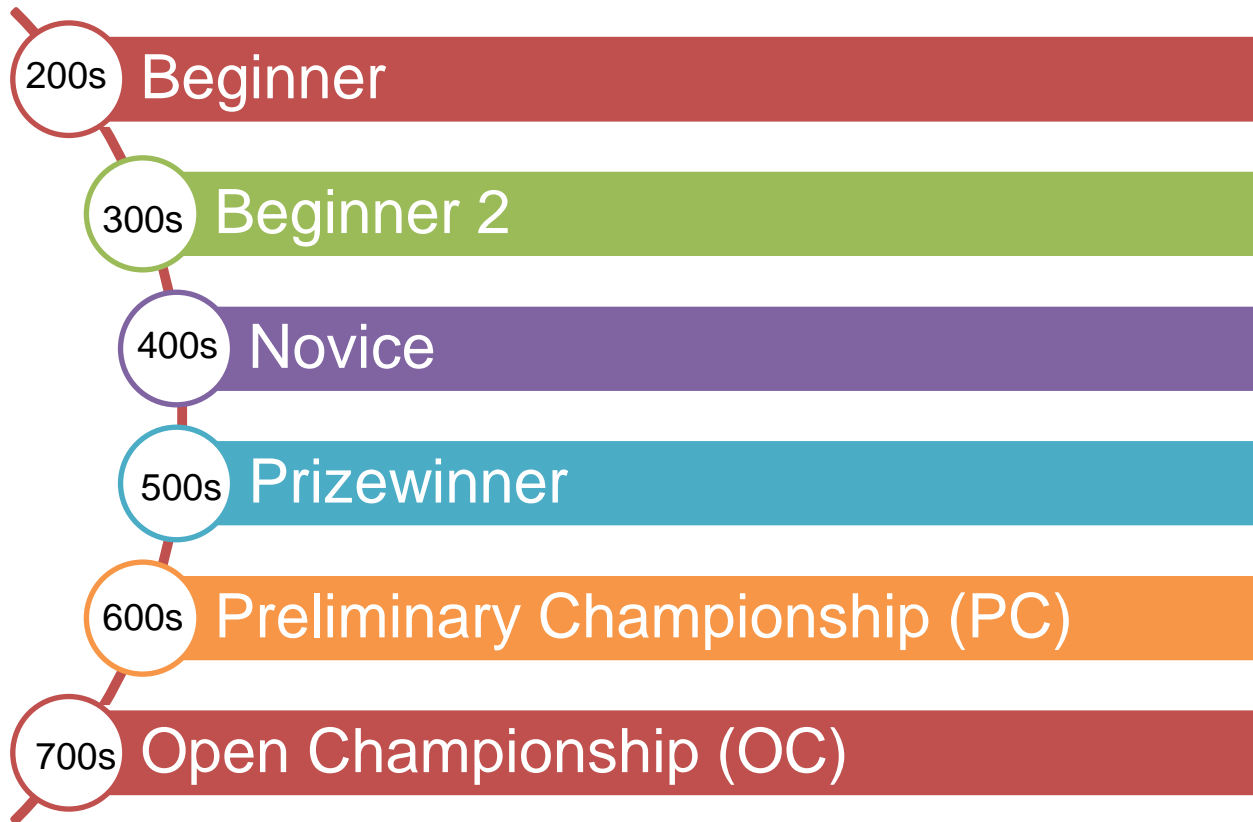 200s Beginner
300s Beginner 2
400s Novice
500s Prizewinner
600s Preliminary Championship (PC)
700s Open Championship (OC)